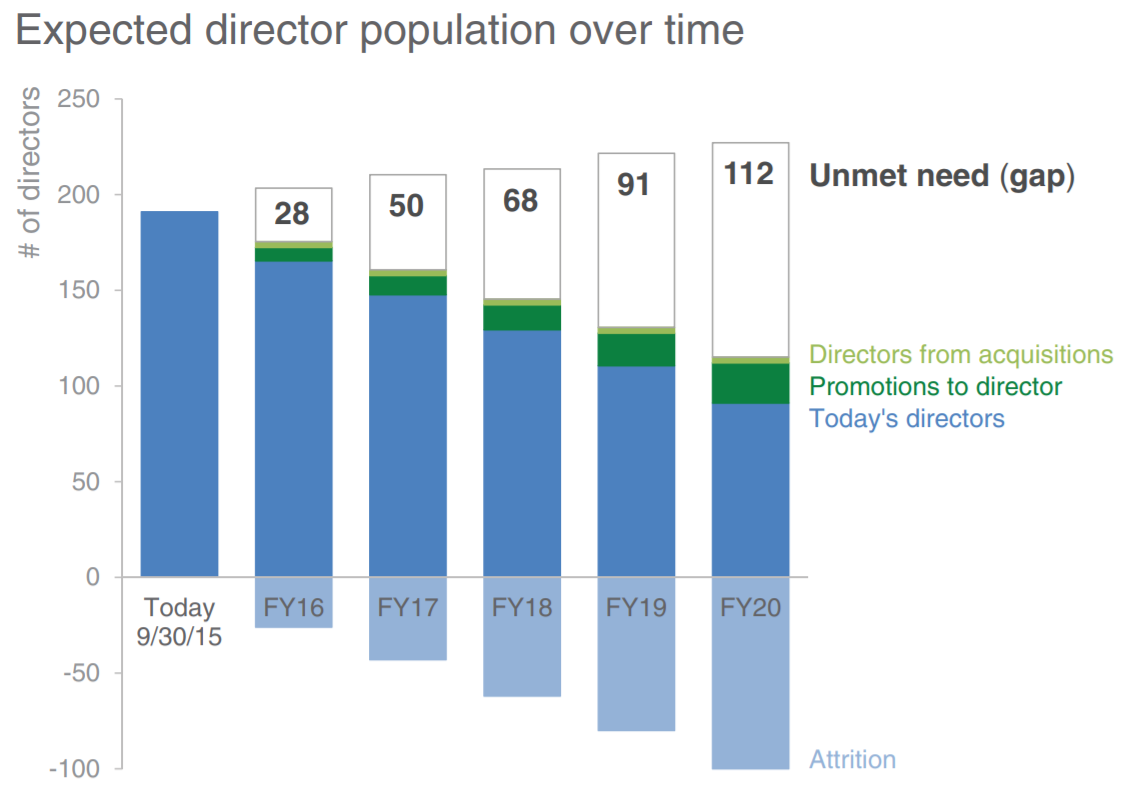 Expected director population over time
# of directors
250
200
150
100
50
0
-50
-100
28
50
68
91
112
Unmet need (gap)
Directors from acquisitions
Promotions to director
Today's directors
Today
9/30/15
FY16
FY17
FY18
FY19
FY20
Attrition